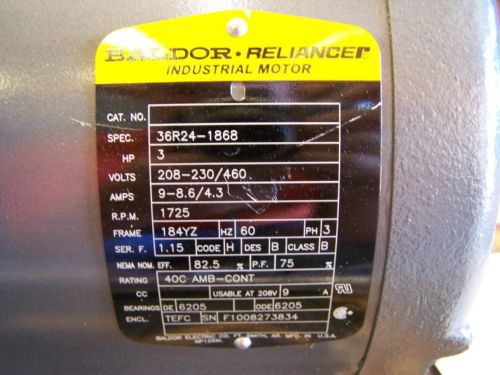 BALDOR • RELIANCER
INDUSTRIAL MOTOR
CAT. NO.
SPEC. 36R24-1868
HP 3
VOLTS 208-230/460
AMPS 9-8.6/4.3
R.P.M. 1725
FRAME 184YZ HZ 60 PH 3
SER. F. 1.15 CODE H DES B CLASS B
NEMA NOM. EFF. 82.5 % P.F. 75 %
RATING 40C AMB-CONT
CC USABLE AT 208V 9 A
BEARINGS DE 6205 ODE 6205
ENCL. TEFC SN F1008273834
BALDOR ELECTRIC CO. FT. SMITH, AR. MFG. IN U.S.A.